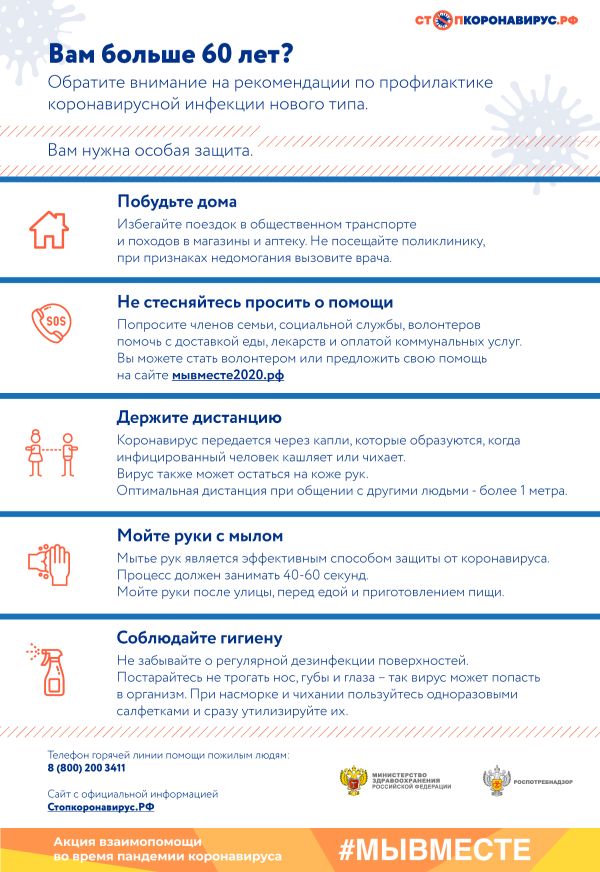 СТОПКОРОНАВИРУС.РФ
Вам больше 60 лет?
Обратите внимание на рекомендации по профилактике
коронавирусной инфекции нового типа.
Вам нужна особая защита.
Побудьте дома
Избегайте поездок в общественном транспорте
и походов в магазины и аптеку. Не посещайте поликлинику,
при признаках недомогания вызовите врача.
SOS
Не стесняйтесь просить о помощи
Попросите членов семьи, социальной службы, волонтеров
помочь с доставкой еды, лекарств и оплатой коммунальных услуг.
Вы можете стать волонтером или предложить свою помощь
на сайте мывместе2020.рф
Держите дистанцию
Коронавирус передается через капли, которые образуются, когда
инфицированный человек кашляет или чихает.
Вирус также может остаться на коже рук.
Оптимальная дистанция при общении с другими людьми - более 1 метра.
Мойте руки с мылом
Мытье рук является эффективным способом защиты от коронавируса.
Процесс должен занимать 40-60 секунд.
Мойте руки после улицы, перед едой и приготовлением пищи.
Соблюдайте гигиену
Не забывайте о регулярной дезинфекции поверхностей.
Постарайтесь не трогать нос, губы и глаза – так вирус может попасть
в организм. При насморке и чихании пользуйтесь одноразовыми
салфетками и сразу утилизируйте их.
Телефон горячей линии помощи пожилым людям:
8 (800) 200 3411
Сайт с официальной информацией
Стопкоронавирус.РФ
МИНИСТЕРСТВО
ЗДРАВООХРАНЕНИЯ
РОССИЙСКОЙ ФЕДЕРАЦИИ
РОСПОТРЕБНАДЗОР
Акция взаимопомощи
во время пандемии коронавируса
#МЫВМЕСТЕ